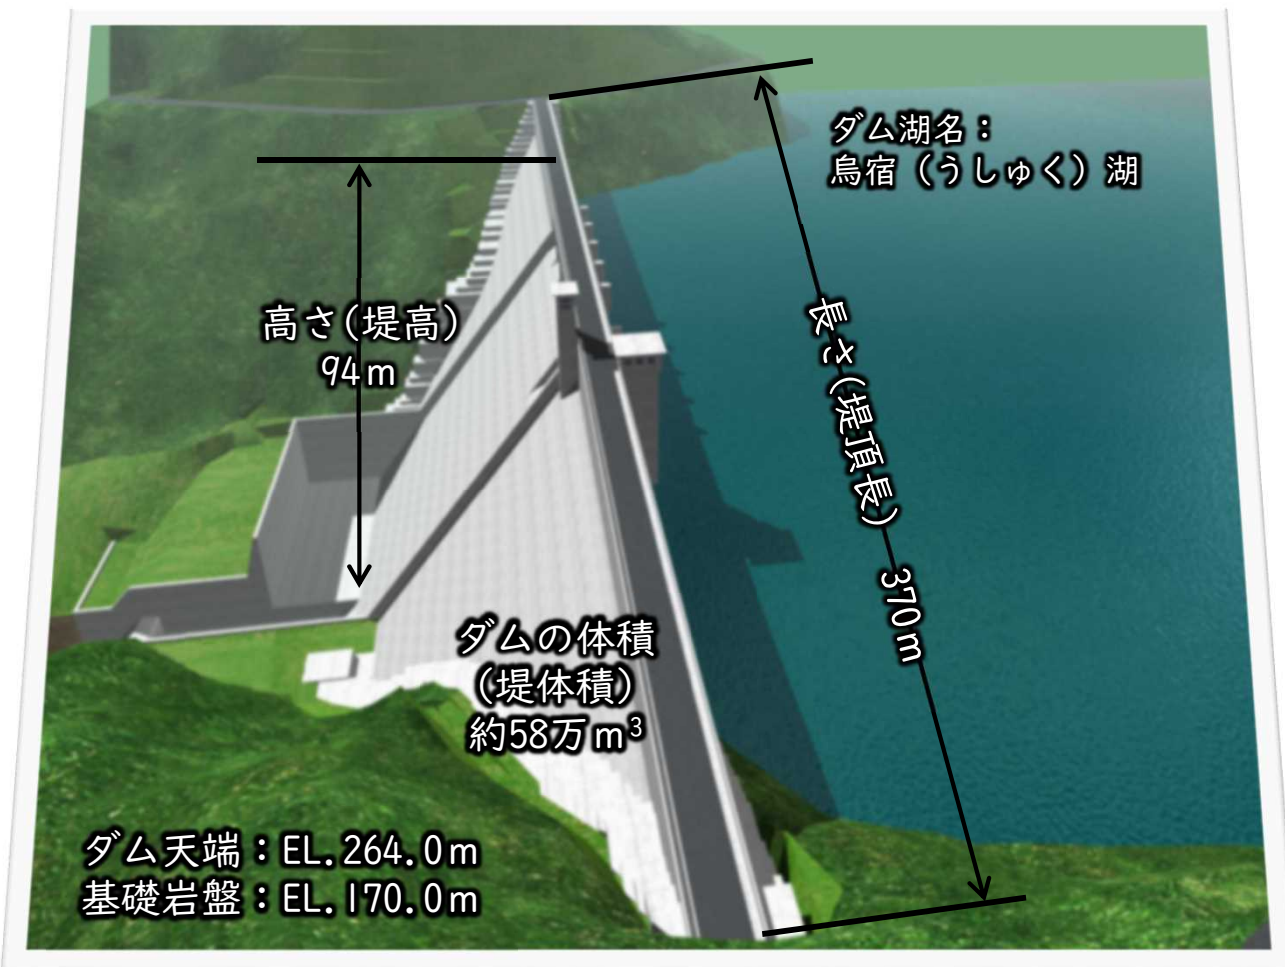 ダム湖名：
烏宿（うしゅく）湖
高さ(堤高)
94m
長さ(堤頂長) 370m
ダムの体積
(堤体積)
約58万m³
ダム天端：EL.264.0m
基礎岩盤：EL.170.0m